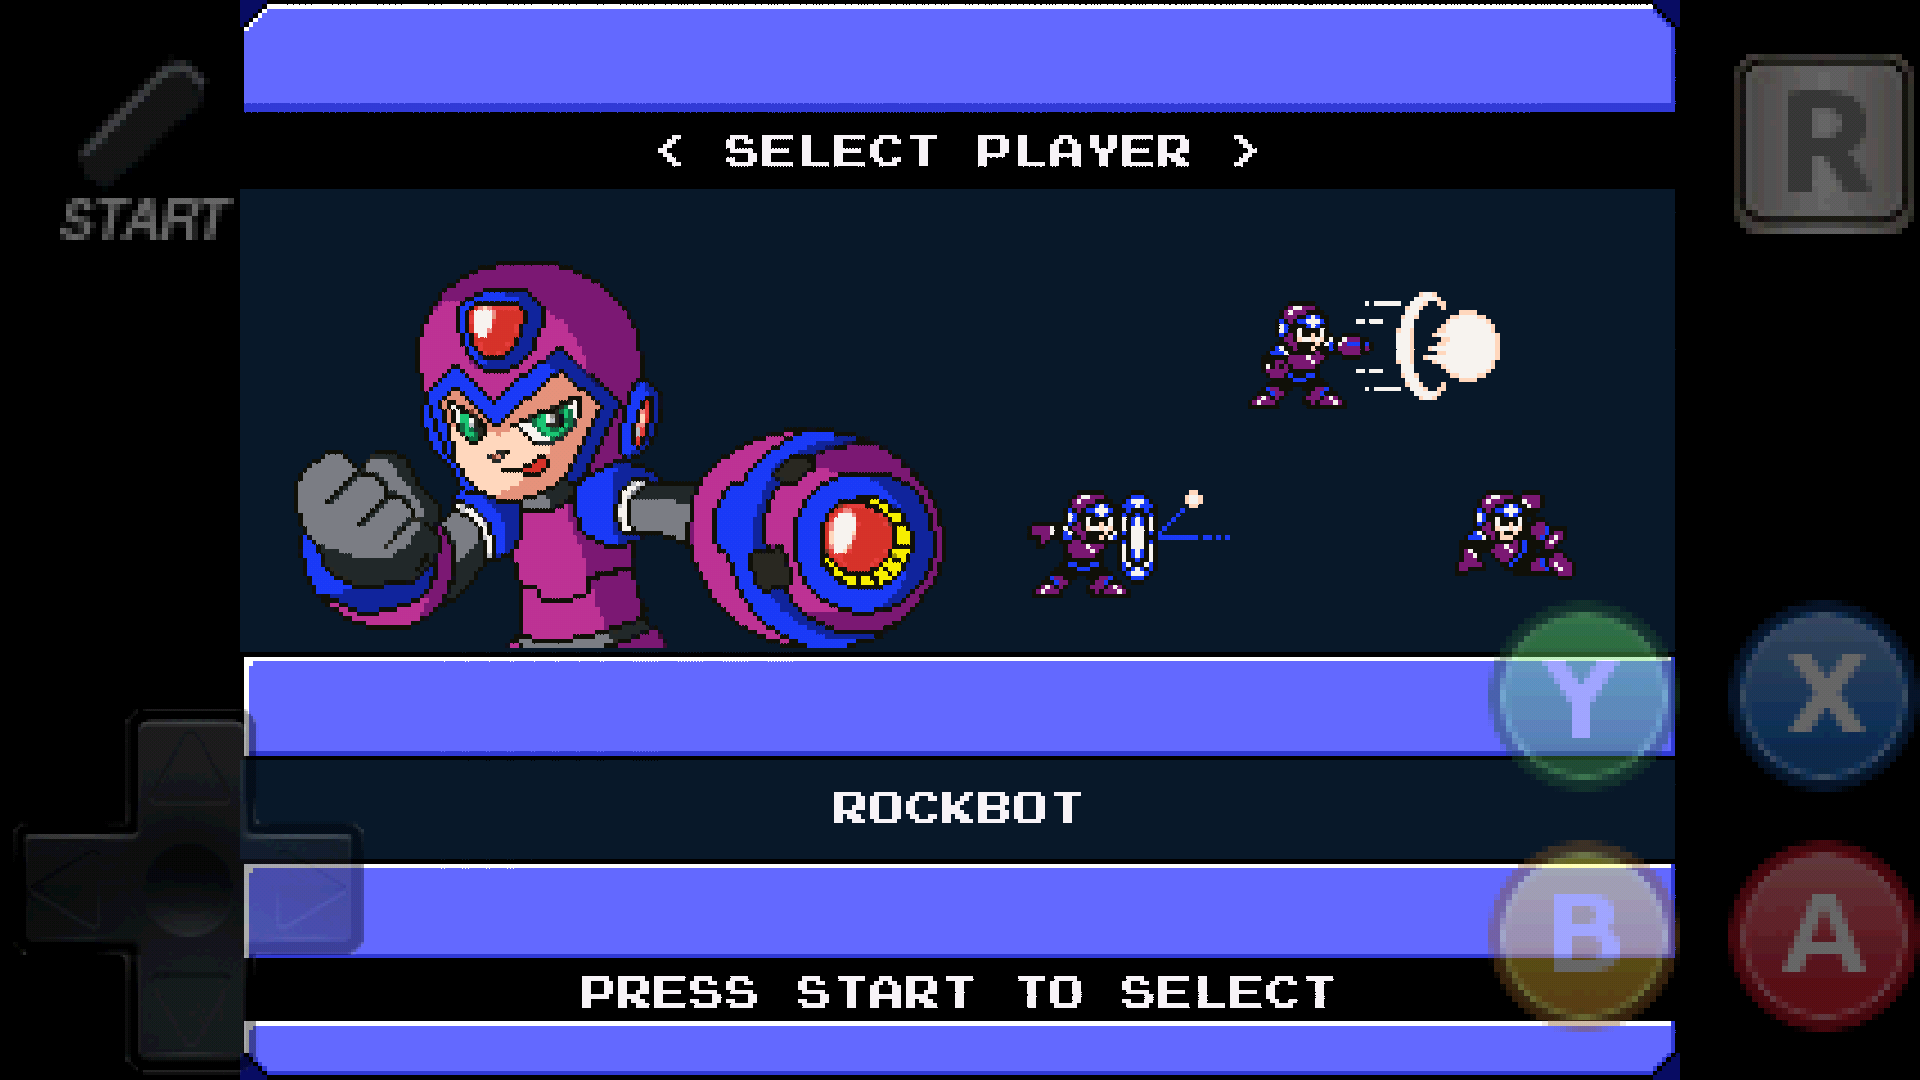 < SELECT PLAYER >
START
R
Y
X
ROCKBOT
B
A
PRESS START TO SELECT